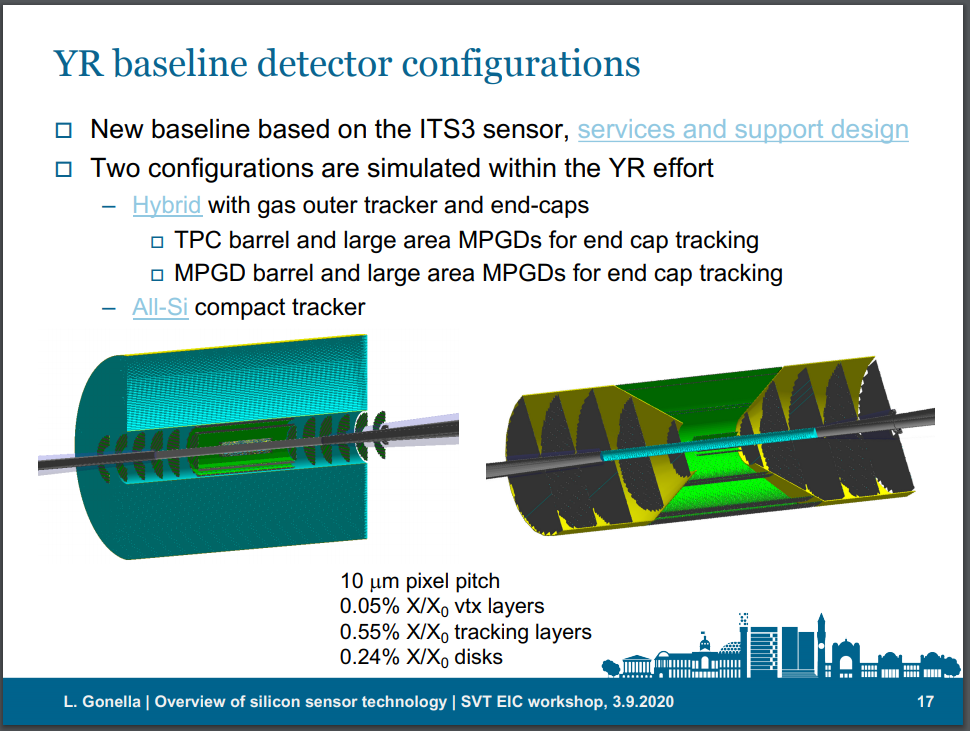 YR baseline detector configurations
New baseline based on the ITS3 sensor, services and support design
Two configurations are simulated within the YR effort
– Hybrid with gas outer tracker and end-caps
TPC barrel and large area MPGDs for end cap tracking
MPGD barrel and large area MPGDs for end cap tracking
– All-Si compact tracker
10 μm pixel pitch
0.05% X/X₀ vtx layers
0.55% X/X₀ tracking layers
0.24% X/X₀ disks
L. Gonella | Overview of silicon sensor technology | SVT EIC workshop, 3.9.2020
17